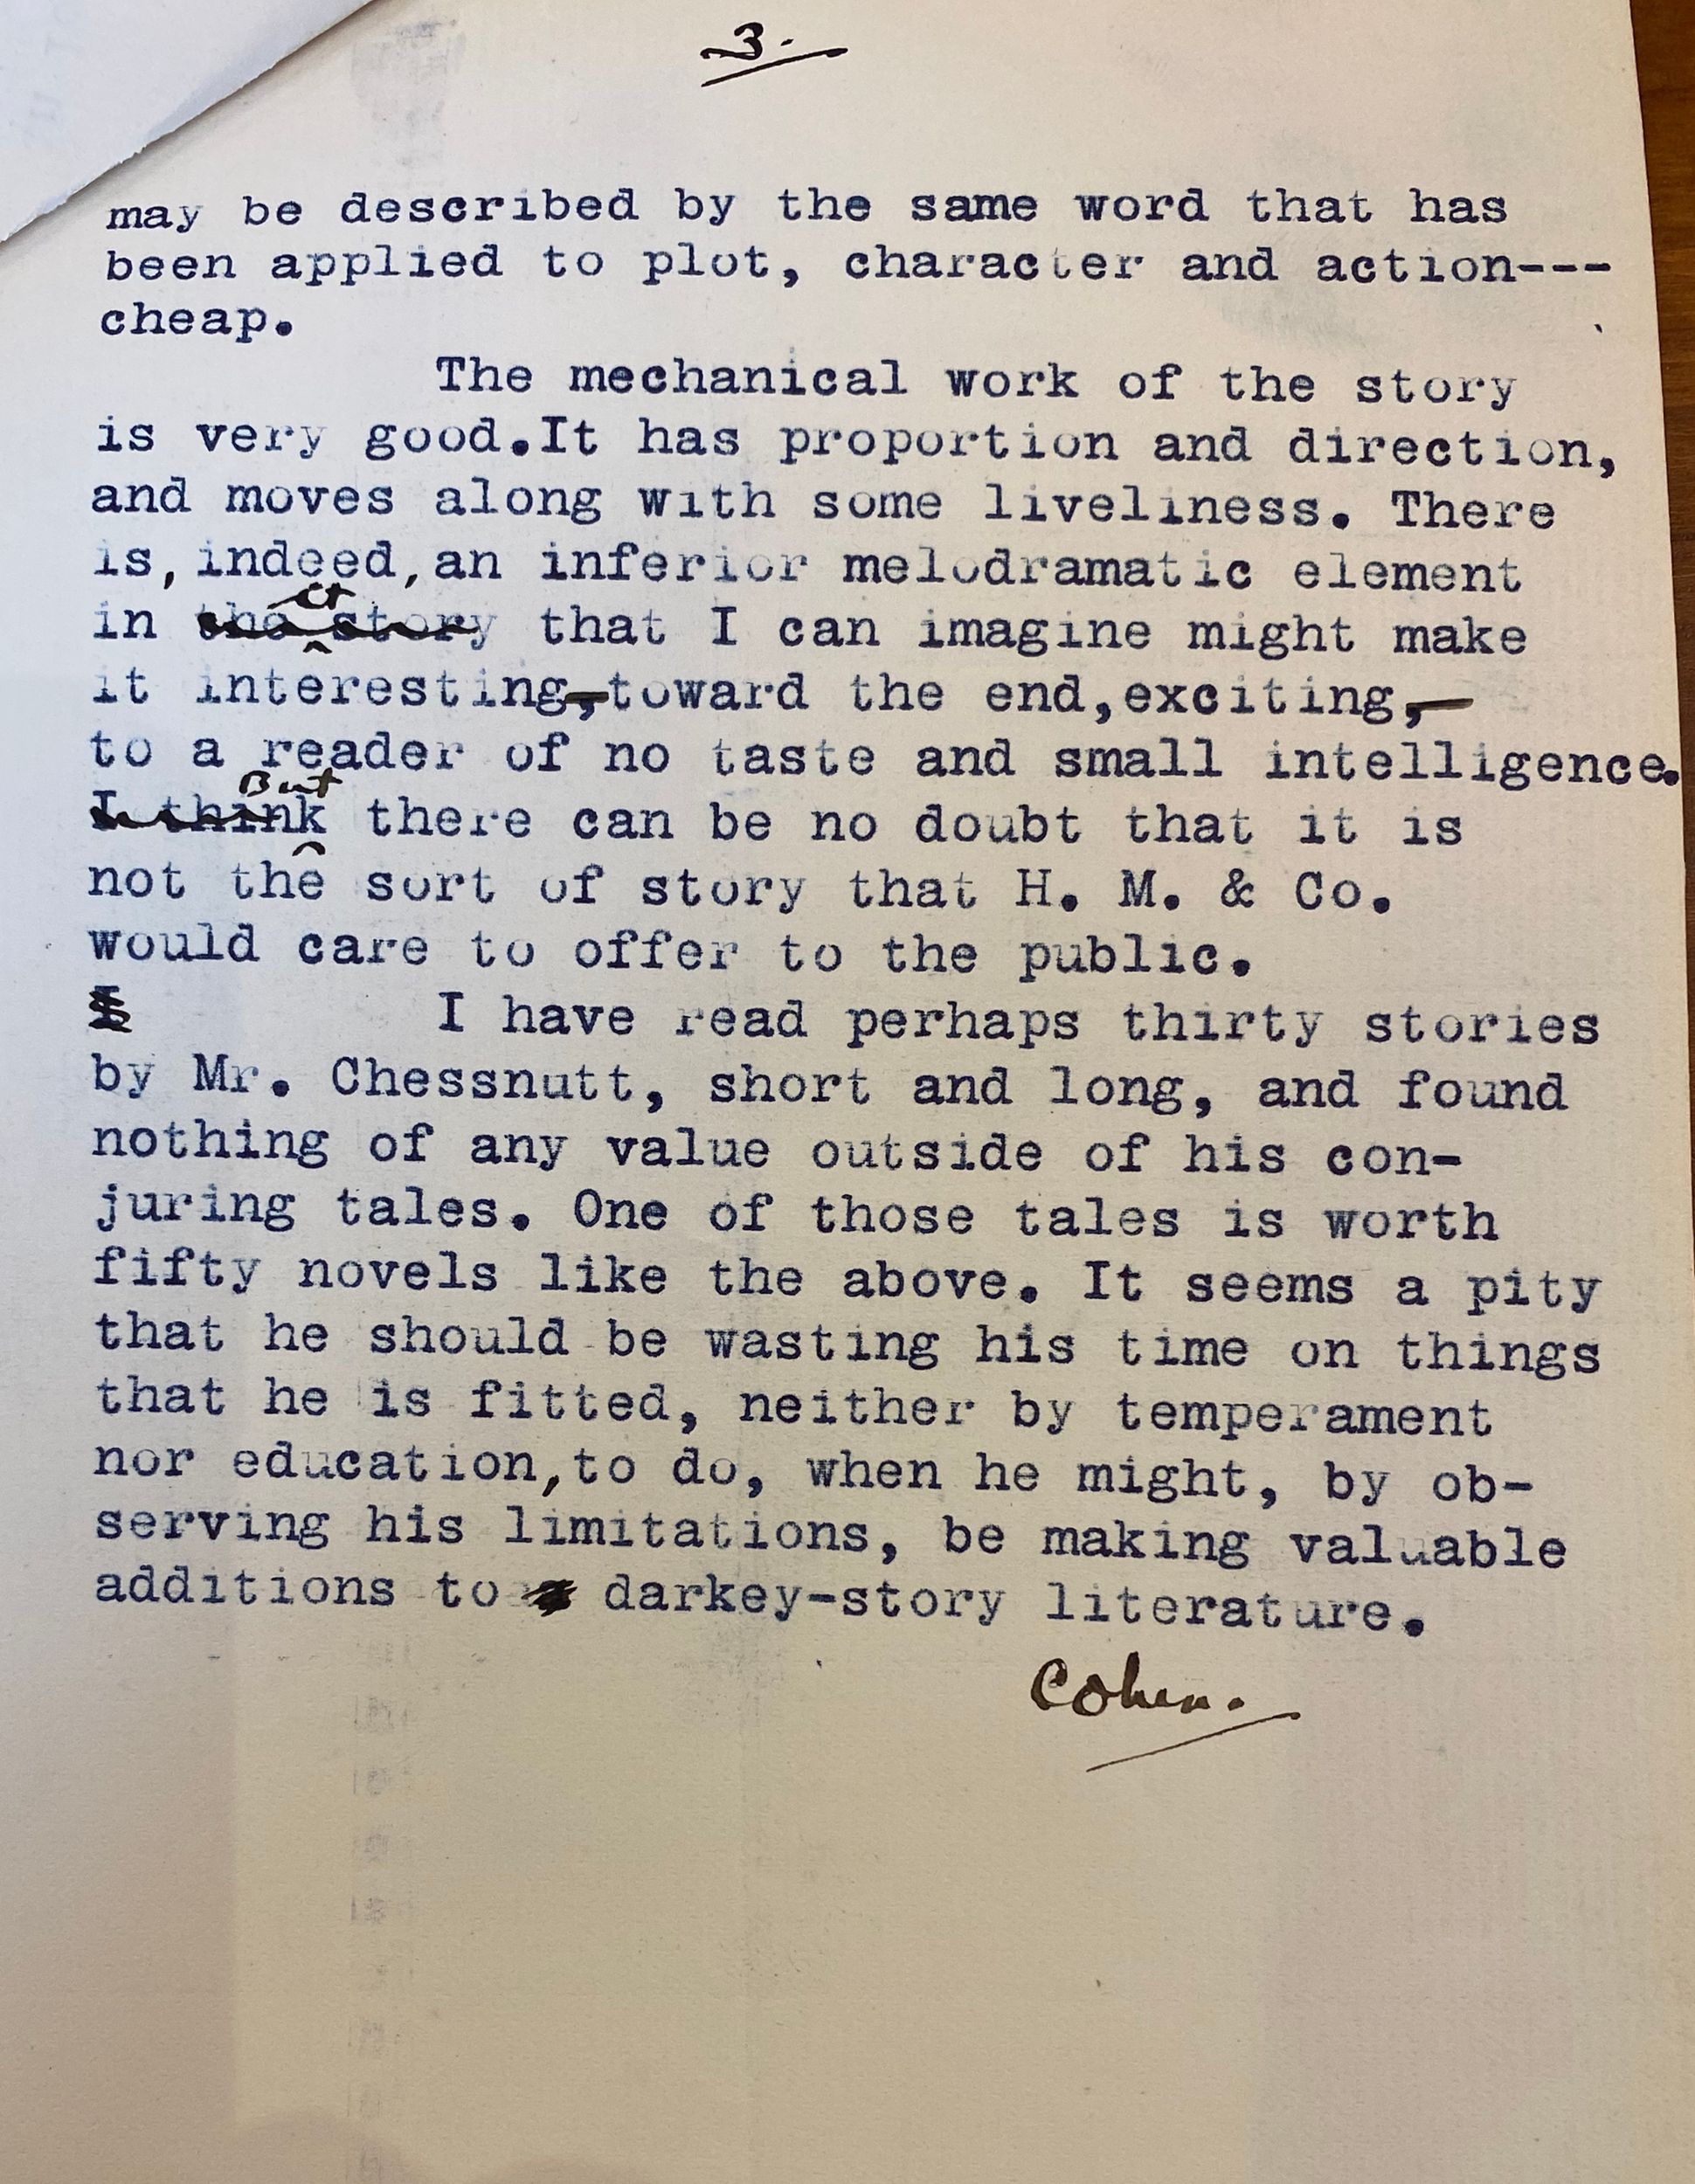 3.
may be described by the same word that has
been applied to plot, character and action---
cheap.
The mechanical work of the story
is very good.It has proportion and direction,
and moves along with some liveliness. There
is, indeed, an inferior melodramatic element
it
in the story that I can imagine might make
it interesting,—toward the end,exciting,—
to a reader of no taste and small intelligence.
But
I think there can be no doubt that it is
not the sort of story that H. M. & Co.
would care to offer to the public.
I have read perhaps thirty stories
by Mr. Chessnutt, short and long, and found
nothing of any value outside of his con-
juring tales. One of those tales is worth
fifty novels like the above. It seems a pity
that he should be wasting his time on things
that he is fitted, neither by temperament
nor education,to do, when he might, by ob-
serving his limitations, be making valuable
additions to darkey-story literature.
Cohen.